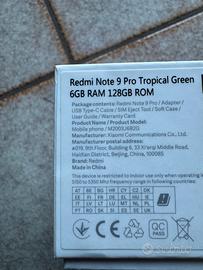 Redmi Note 9 Pro Tropical Green
6GB RAM 128GB ROM
Package Contents: Redmi Note 9 Pro / Adapter /
USB Type-C Cable / SIM Eject Tool / Soft Case /
User Guide / Warranty Card
Product Name:
Mobile Phone Model: M2003J6B2G
Manufacturer: Xiaomi Communications Co., Ltd.
Manufacturer address:
#019, 9th Floor, Building 6, 33 Xi'erqi Middle Road,
Haidian District, Beijing, China, 100085
Brand: Redmi
Made in China
This device is restricted to indoor use when operating in the
5150 to 5350 MHz frequency range in following countries:
AT BE BG HR CY CZ DK
EE FI FR DE EL HU IE
IT LV LT LU MT NL PL
PT RO SK SI ES SE
QC
PASS
subito